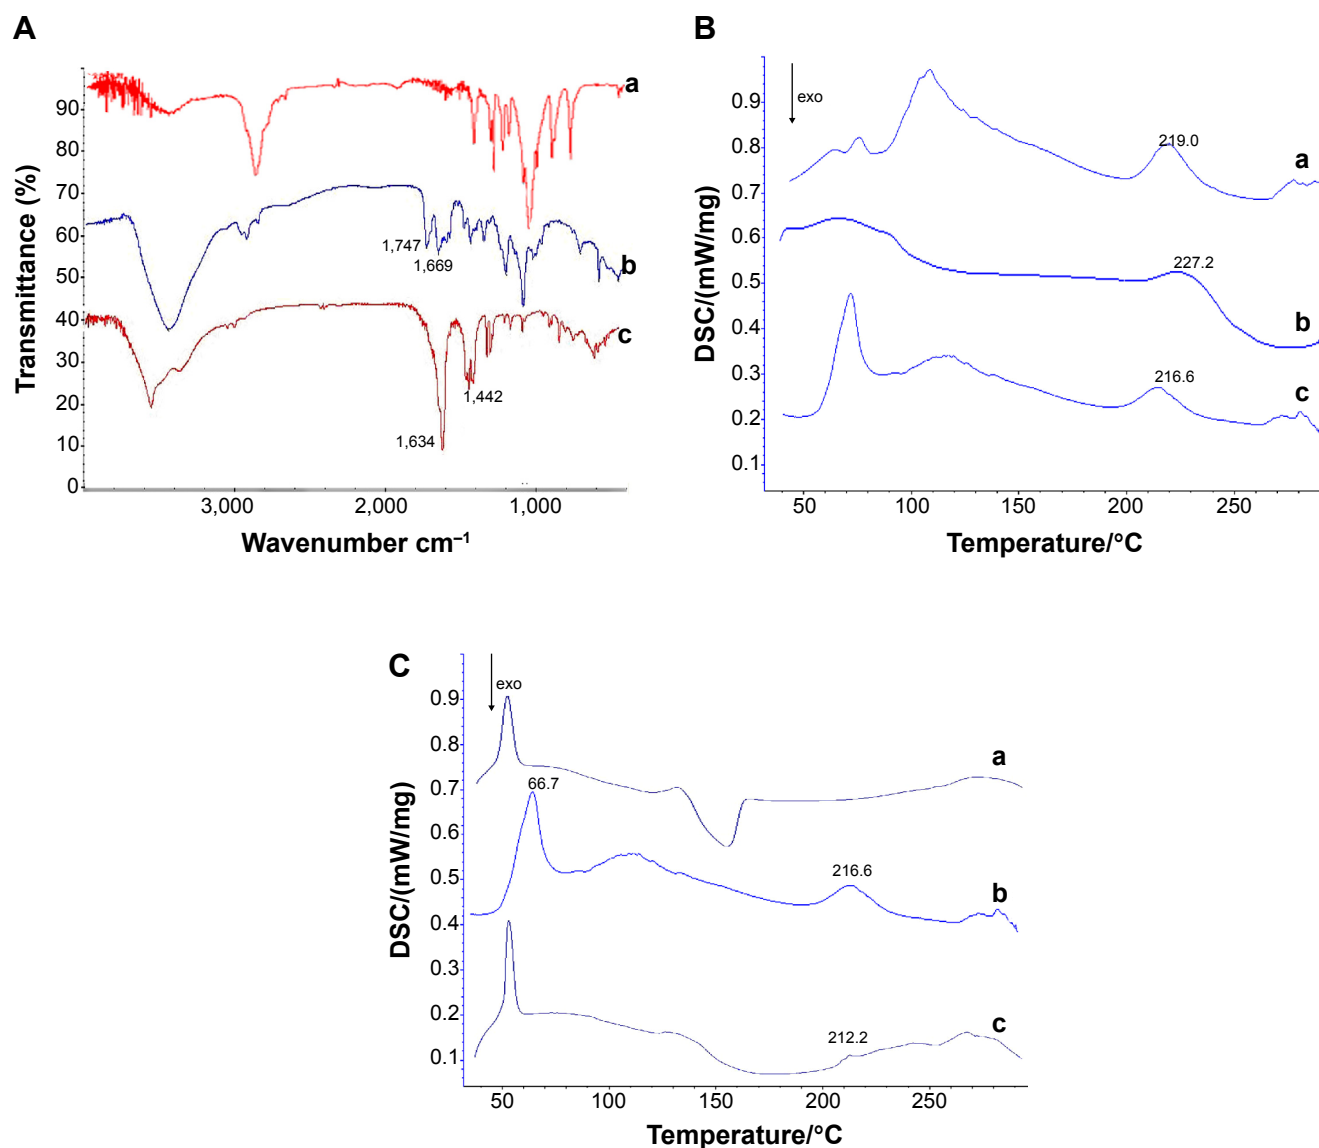 A
90
80
70
60
50
40
30
20
10
0
Transmittance (%)
a
b
c
1,747
1,669
1,442
1,634
3,000
2,000
1,000
Wavenumber cm⁻¹
B
exo
0.9
0.8
0.7
0.6
0.5
0.4
0.3
0.2
0.1
DSC/(mW/mg)
219.0
a
227.2
b
216.6
c
50
100
150
200
250
Temperature/°C
C
exo
0.9
0.8
0.7
0.6
0.5
0.4
0.3
0.2
0.1
DSC/(mW/mg)
a
66.7
216.6
b
212.2
c
50
100
150
200
250
Temperature/°C